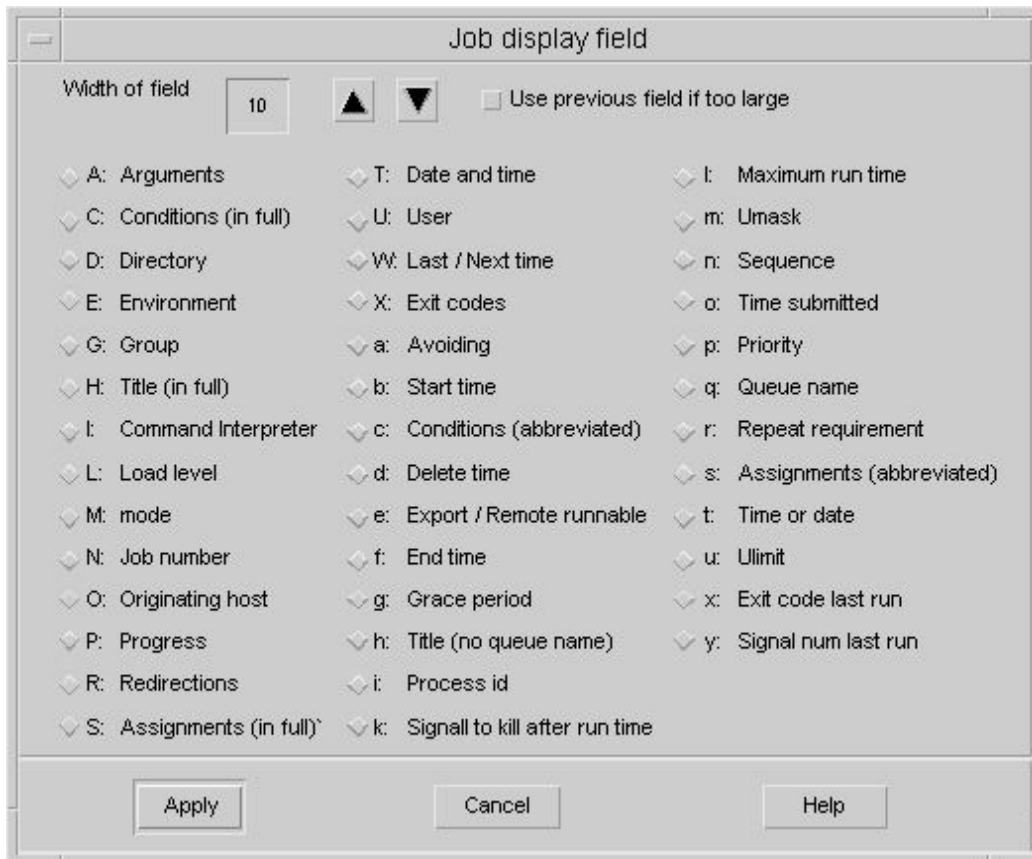 Job display field
Width of field
10
Use previous field if too large
A: Arguments
C: Conditions (in full)
D: Directory
E: Environment
G: Group
H: Title (in full)
I: Command Interpreter
L: Load level
M: mode
N: Job number
O: Originating host
P: Progress
R: Redirections
S: Assignments (in full)`
T: Date and time
U: User
W: Last / Next time
X: Exit codes
a: Avoiding
b: Start time
c: Conditions (abbreviated)
d: Delete time
e: Export / Remote runnable
f: End time
g: Grace period
h: Title (no queue name)
i: Process id
k: Signall to kill after run time
l: Maximum run time
m: Umask
n: Sequence
o: Time submitted
p: Priority
q: Queue name
r: Repeat requirement
s: Assignments (abbreviated)
t: Time or date
u: Ulimit
x: Exit code last run
y: Signal num last run
Apply
Cancel
Help